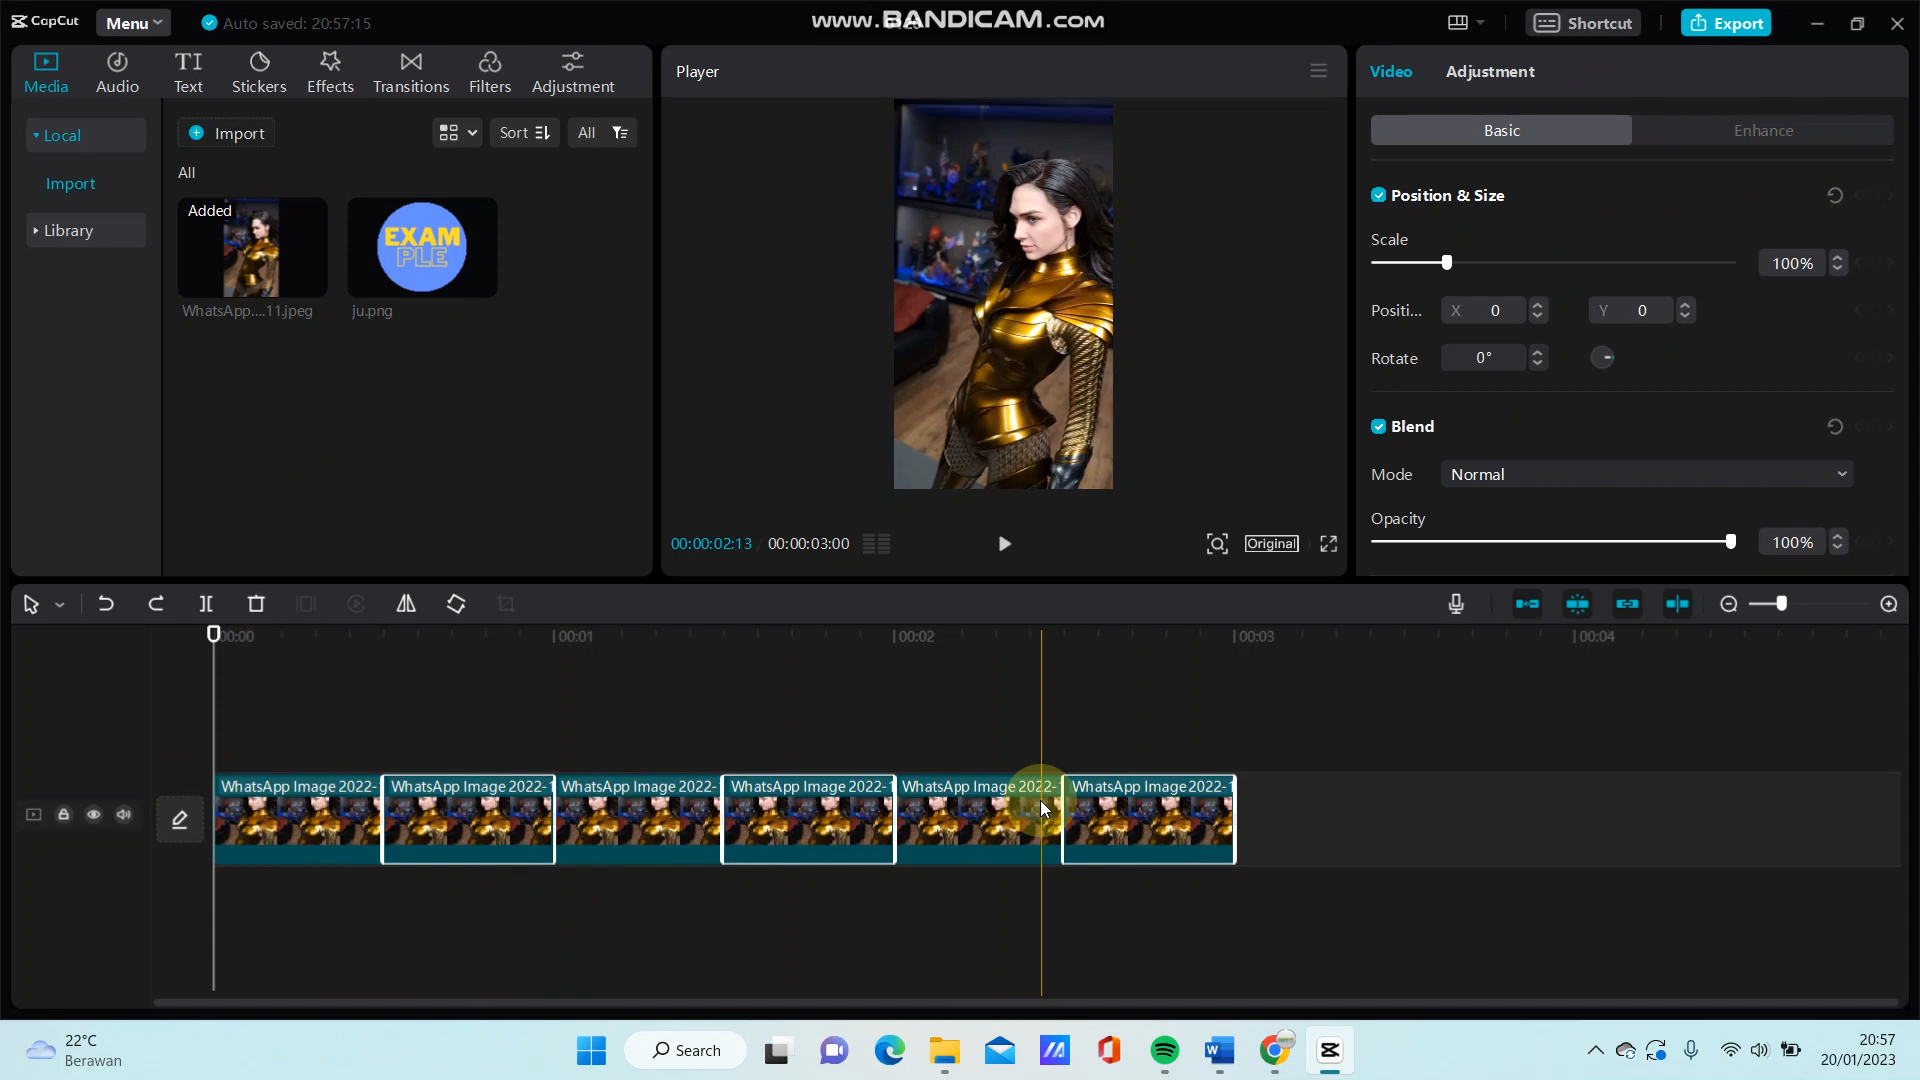 CapCut
Menu
Auto saved: 20:57:15
www.BANDICAM.com
Shortcut
Export
Media
Audio
Text
Stickers
Effects
Transitions
Filters
Adjustment
Player
Video
Adjustment
Local
Import
Library
Import
Sort
All
All
Added
EXAM
PLE
WhatsApp....11.jpeg
ju.png
Basic
Enhance
Position & Size
Scale
100%
Positi...
X 0
Y 0
Rotate
0°
Blend
Mode
Normal
Opacity
100%
00:00:02:13
00:00:03:00
Original
00:00
00:01
00:02
00:03
00:04
WhatsApp Image 2022-
WhatsApp Image 2022-1
WhatsApp Image 2022-
WhatsApp Image 2022-1
WhatsApp Image 2022-1
WhatsApp Image 2022-1
22°C
Berawan
Search
20:57
20/01/2023